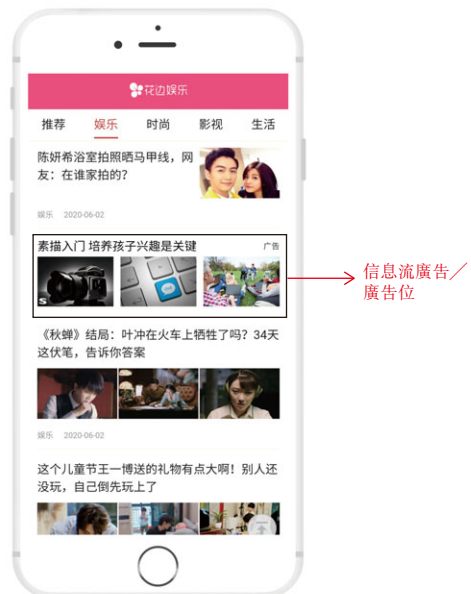 花边娱乐
推荐 娱乐 时尚 影视 生活
陈妍希浴室拍照晒马甲线，网
友：在谁家拍的？
娱乐 2020-06-02
素描入门 培养孩子兴趣是关键 广告
信息流廣告／
廣告位
《秋蝉》结局：叶冲在火车上牺牲了吗？34天
这伏笔，告诉你答案
娱乐 2020-06-02
这个儿童节王一博送的礼物有点大啊！别人还
没玩，自己倒先玩上了